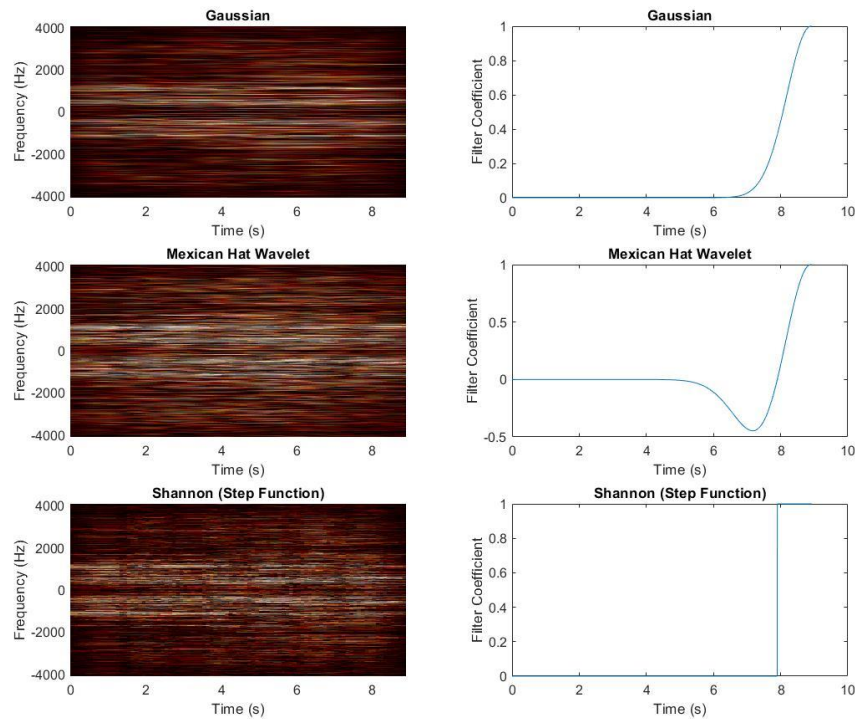 Gaussian
4000
2000
0
-2000
-4000
Frequency (Hz)
0 2 4 6 8
Time (s)
Gaussian
1
0.8
0.6
0.4
0.2
0
Filter Coefficient
0 2 4 6 8 10
Time (s)
Mexican Hat Wavelet
4000
2000
0
-2000
-4000
Frequency (Hz)
0 2 4 6 8
Time (s)
Mexican Hat Wavelet
1
0.5
0
-0.5
Filter Coefficient
0 2 4 6 8 10
Time (s)
Shannon (Step Function)
4000
2000
0
-2000
-4000
Frequency (Hz)
0 2 4 6 8
Time (s)
Shannon (Step Function)
1
0.8
0.6
0.4
0.2
0
Filter Coefficient
0 2 4 6 8 10
Time (s)